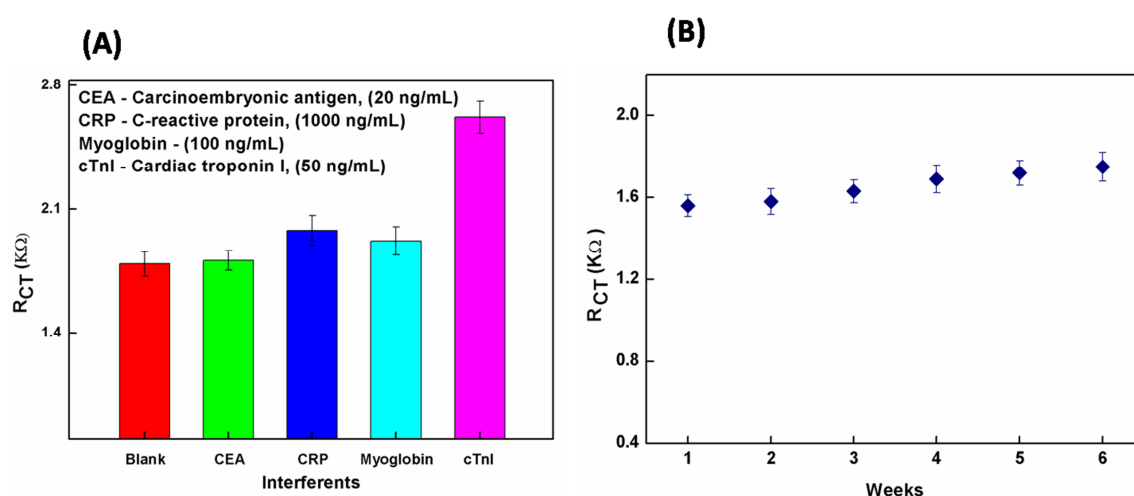 (A)
2.8
2.1
1.4
RCT (KΩ)
CEA - Carcinoembryonic antigen, (20 ng/mL)
CRP - C-reactive protein, (1000 ng/mL)
Myoglobin - (100 ng/mL)
cTnI - Cardiac troponin I, (50 ng/mL)
Blank CEA CRP Myoglobin cTnI
Interferents
(B)
2.0
1.6
1.2
0.8
0.4
RCT (KΩ)
1 2 3 4 5 6
Weeks